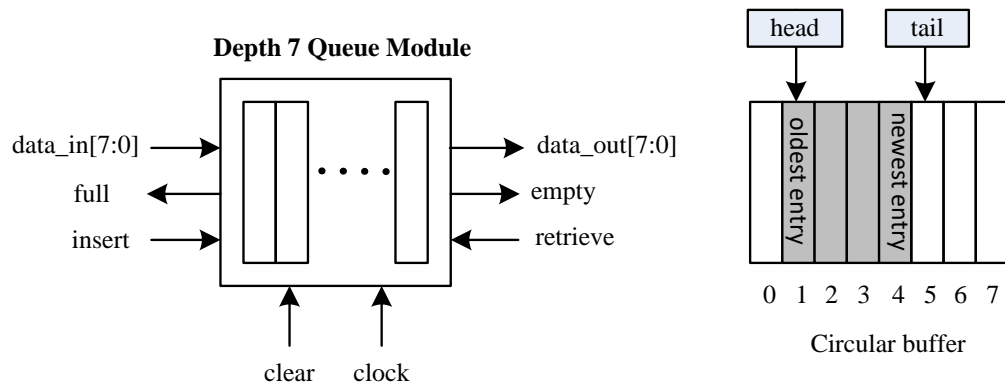 Depth 7 Queue Module
data_in[7:0]
full
insert
data_out[7:0]
empty
retrieve
clear
clock
head
tail
oldest entry
newest entry
0 1 2 3 4 5 6 7
Circular buffer